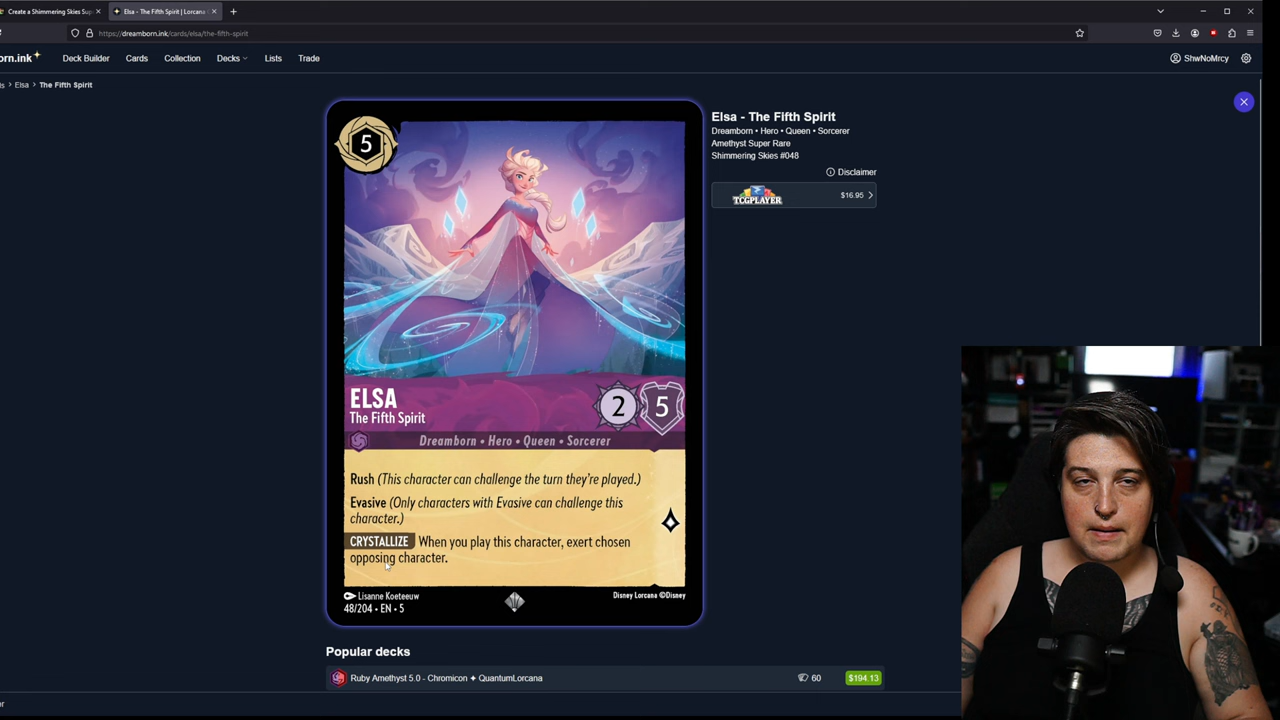 Create a Shimmering Skies Sup
Elsa - The Fifth Spirit | Lorcana
https://dreamborn.ink/cards/elsa/the-fifth-spirit
orn.ink
Deck Builder
Cards
Collection
Decks
Lists
Trade
ShwNoMrcy
ds > Elsa > The Fifth Spirit
5
ELSA
The Fifth Spirit
2
5
Dreamborn • Hero • Queen • Sorcerer
Rush (This character can challenge the turn they're played.)
Evasive (Only characters with Evasive can challenge this
character.)
CRYSTALLIZE When you play this character, exert chosen
opposing character.
Lisanne Koeteeuw
48/204 • EN • 5
Disney Lorcana ©Disney
Elsa - The Fifth Spirit
Dreamborn • Hero • Queen • Sorcerer
Amethyst Super Rare
Shimmering Skies #048
Disclaimer
TCGPLAYER
$16.95
Popular decks
Ruby Amethyst 5.0 - Chromicon ✦ QuantumLorcana
60
$194.13